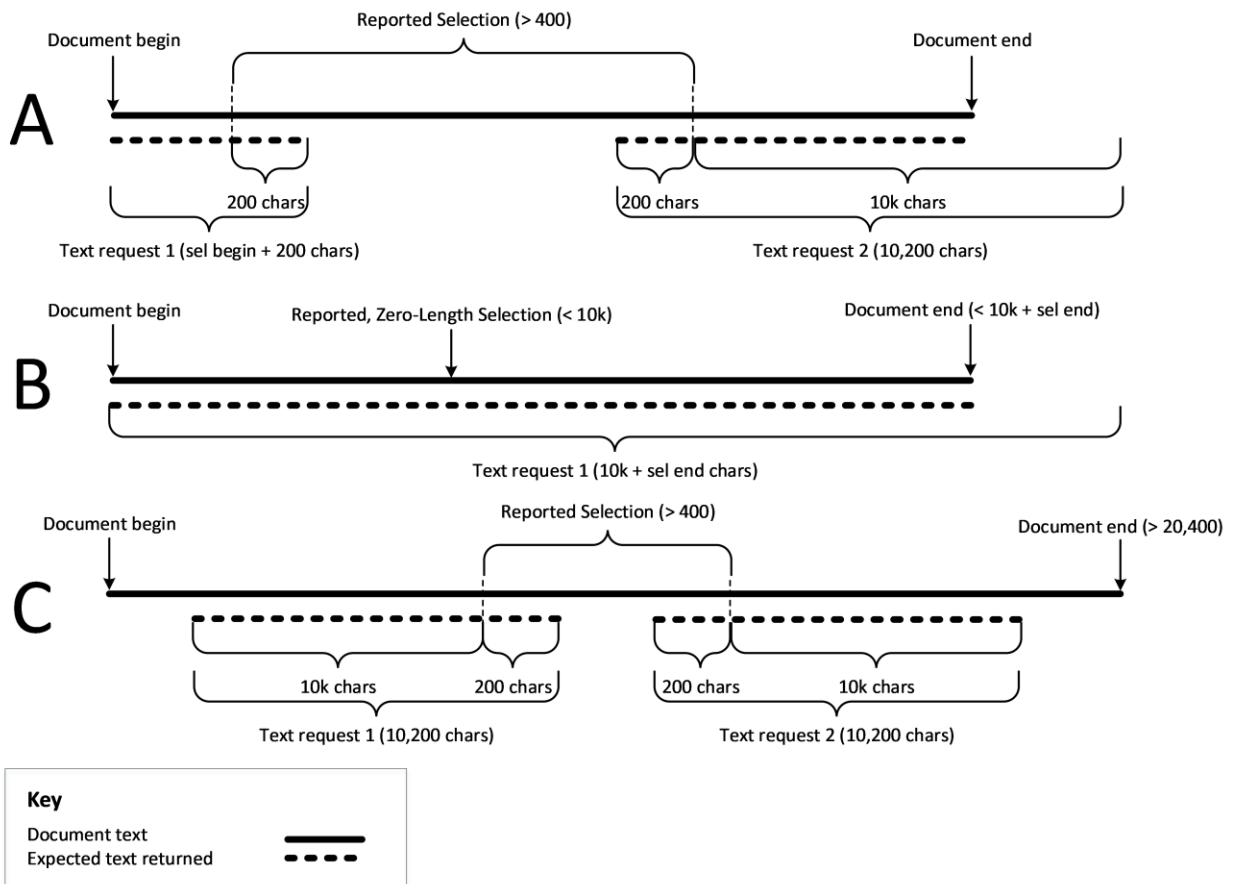 Reported Selection (> 400)
Document begin
Document end
A
200 chars
200 chars
10k chars
Text request 1 (sel begin + 200 chars)
Text request 2 (10,200 chars)
Document begin
Reported, Zero-Length Selection (< 10k)
Document end (< 10k + sel end)
B
Text request 1 (10k + sel end chars)
Reported Selection (> 400)
Document begin
Document end (> 20,400)
C
10k chars
200 chars
200 chars
10k chars
Text request 1 (10,200 chars)
Text request 2 (10,200 chars)
Key
Document text
Expected text returned